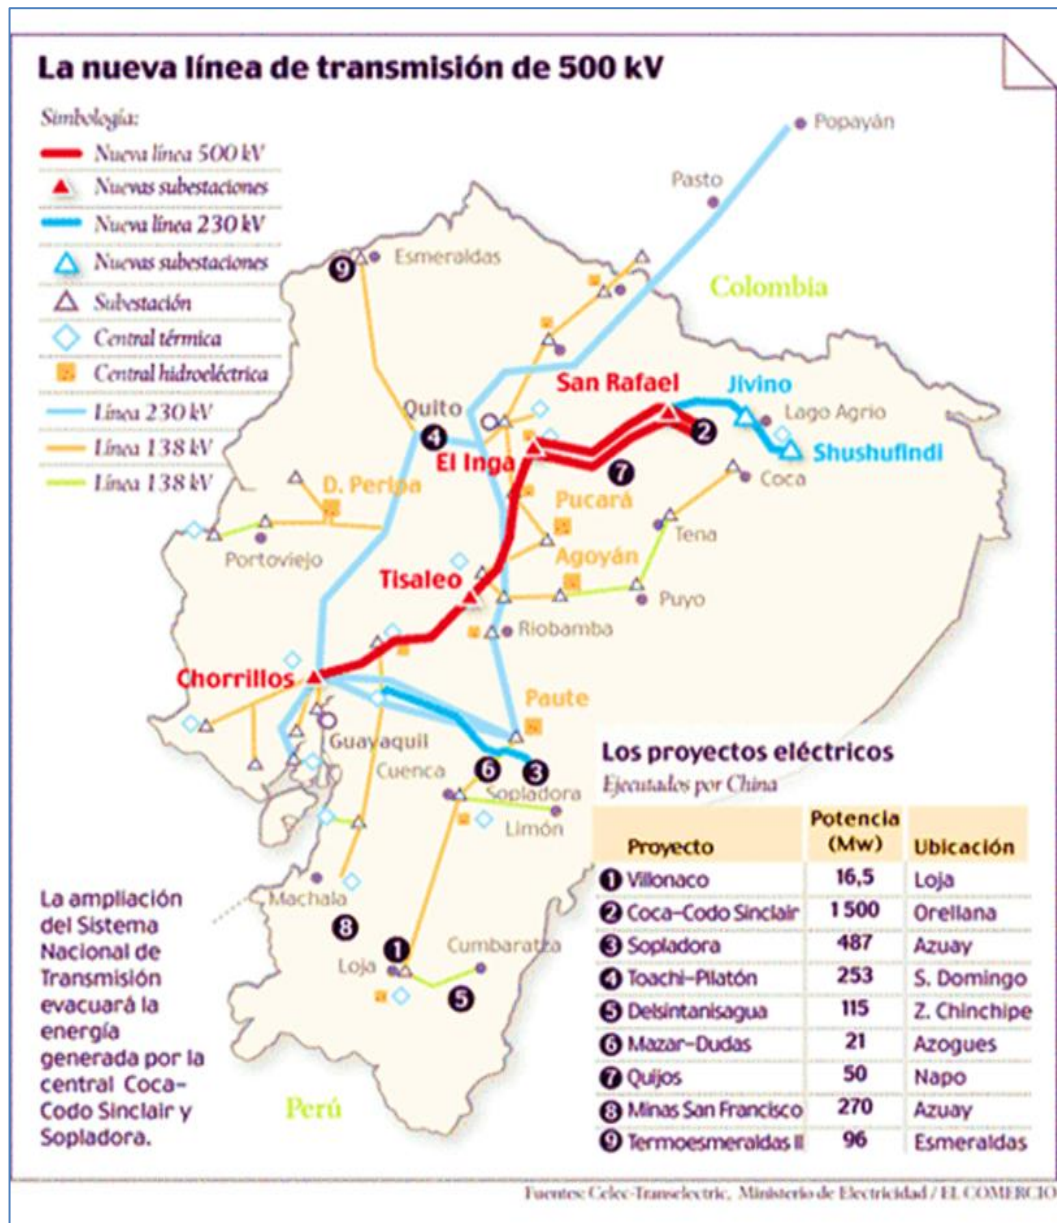 La nueva línea de transmisión de 500 kV
Simbología:
Nueva línea 500 kV
Nuevas subestaciones
Nueva línea 230 kV
Nuevas subestaciones
Subestación
Central térmica
Central hidroeléctrica
Línea 230 kV
Línea 138 kV
Línea 138 kV
Popayán
Pasto
Colombia
9
Esmeraldas
San Rafael
Jivino
Quito
4
2
Lago Agrio
El Inga
7
Shushufindi
D. Peripa
Pucará
Coca
Portoviejo
Tena
Agoyán
Tisaleo
Puyo
Riobamba
Chorrillos
Paute
Guayaquil
Cuenca
6
3
Sopladora
Limón
Machala
8
1
Loja
Cumbaratza
5
Perú
La ampliación
del Sistema
Nacional de
Transmisión
evacuará la
energía
generada por la
central Coca-
Codo Sinclair y
Sopladora.
Los proyectos eléctricos
Ejecutados por China
Proyecto Potencia (Mw) Ubicación
1 Villonaco 16,5 Loja
2 Coca-Codo Sinclair 1 500 Orellana
3 Sopladora 487 Azuay
4 Toachi-Pilatón 253 S. Domingo
5 Delsintanisagua 115 Z. Chinchipe
6 Mazar-Dudas 21 Azogues
7 Quijos 50 Napo
8 Minas San Francisco 270 Azuay
9 Termoesmeraldas II 96 Esmeraldas
Fuentes: Celec-Transelectric, Ministerio de Electricidad / EL COMERCIO